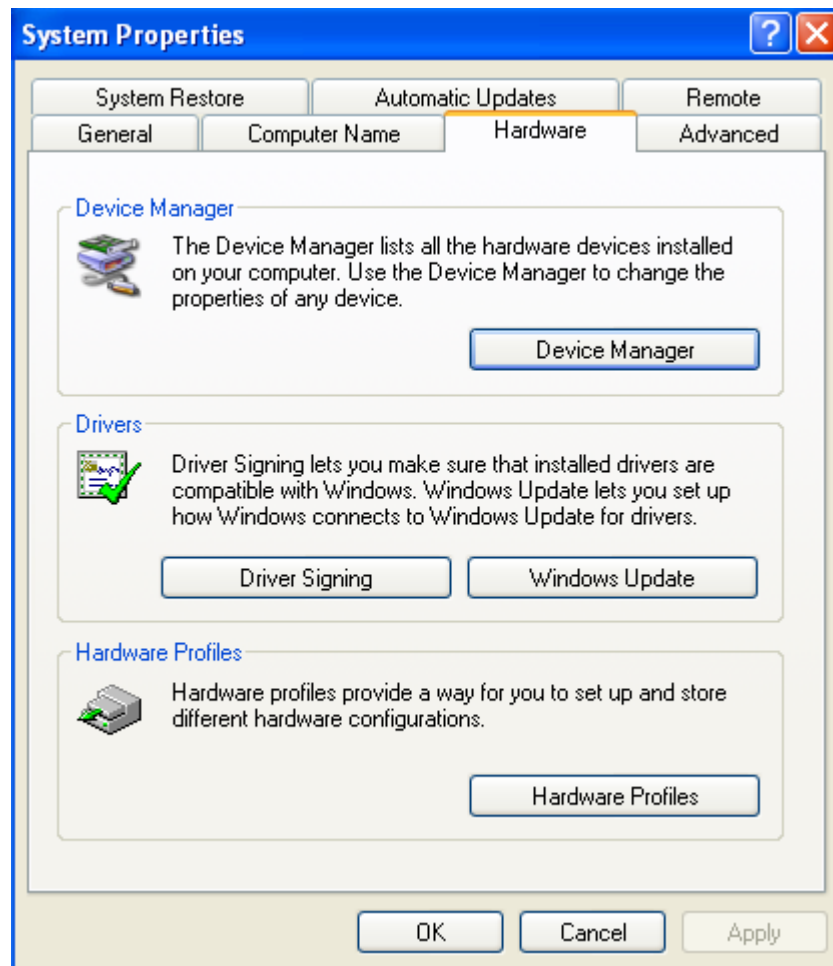 System Properties
System Restore
Automatic Updates
Remote
General
Computer Name
Hardware
Advanced
Device Manager
The Device Manager lists all the hardware devices installed
on your computer. Use the Device Manager to change the
properties of any device.
Device Manager
Drivers
Driver Signing lets you make sure that installed drivers are
compatible with Windows. Windows Update lets you set up
how Windows connects to Windows Update for drivers.
Driver Signing
Windows Update
Hardware Profiles
Hardware profiles provide a way for you to set up and store
different hardware configurations.
Hardware Profiles
OK
Cancel
Apply